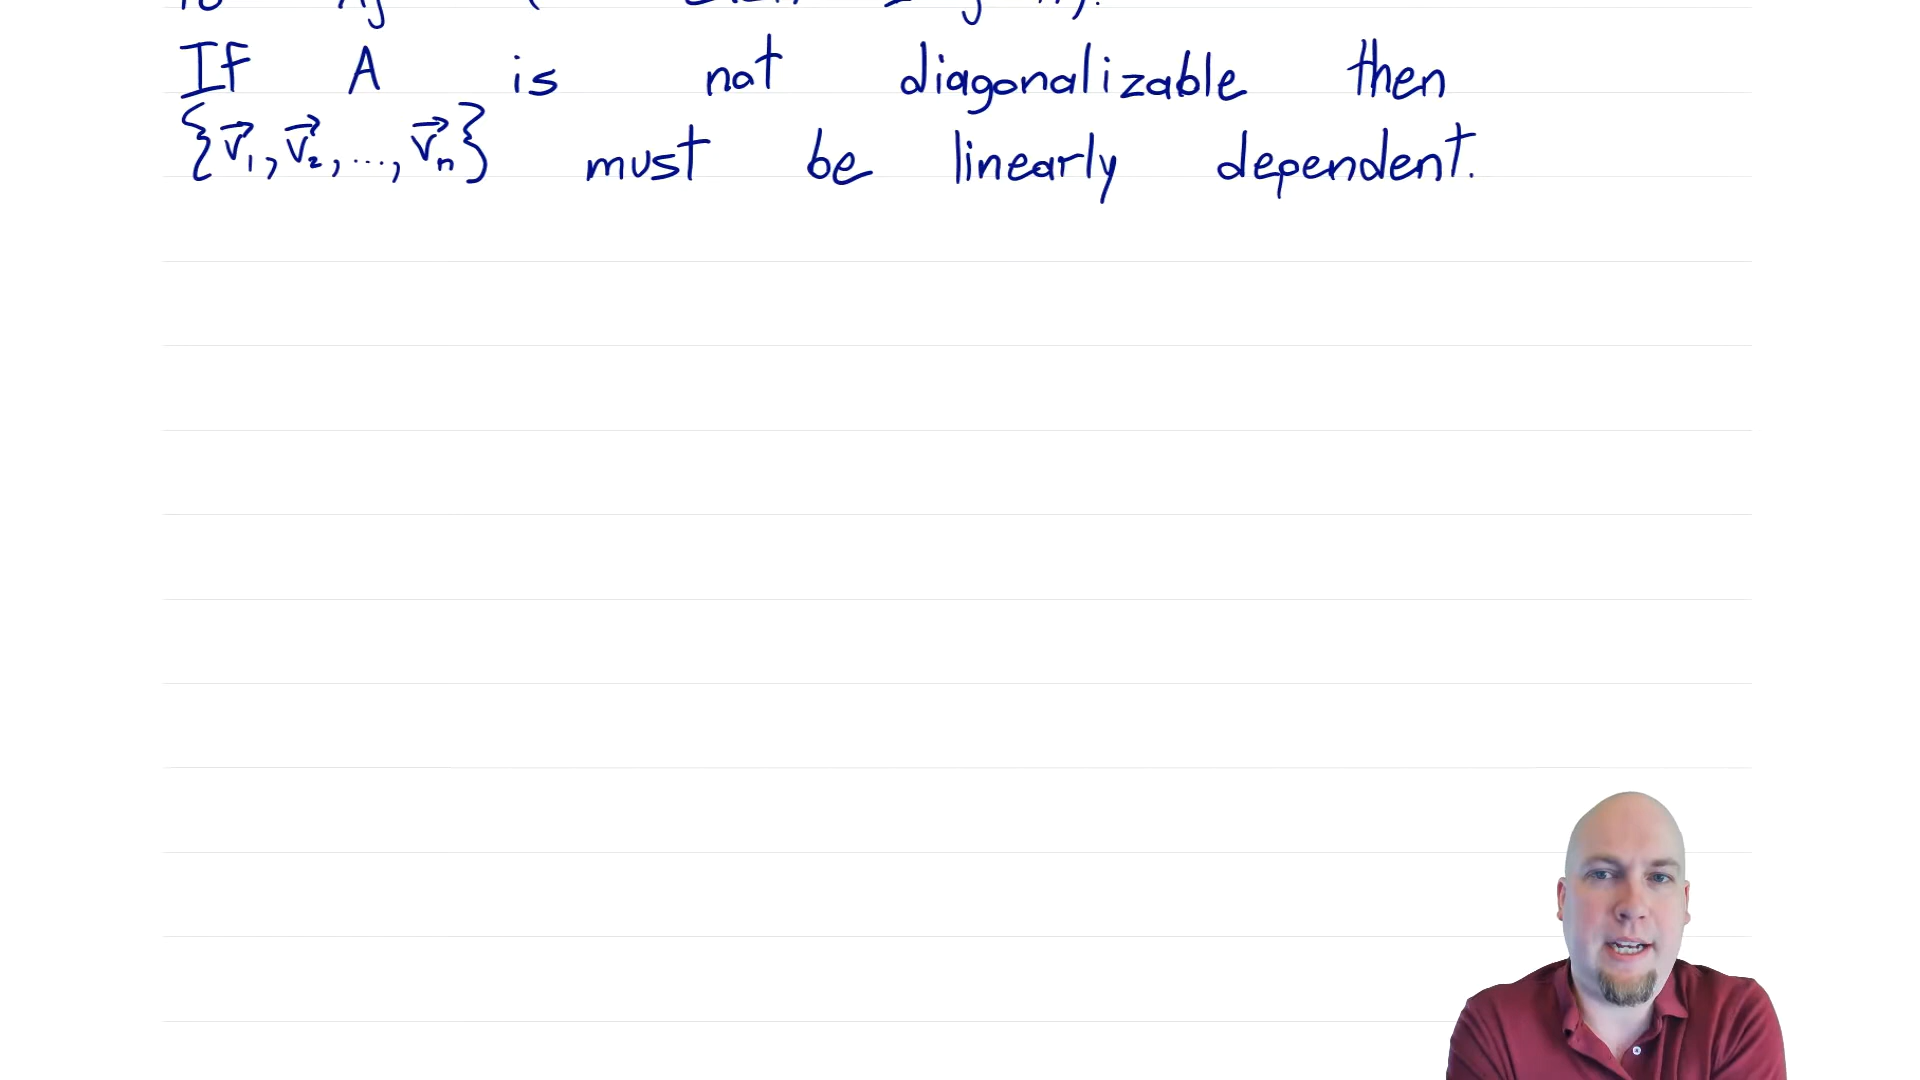 If A is not diagonalizable then
{v⃗₁, v⃗₂, ..., v⃗ₙ} must be linearly dependent.